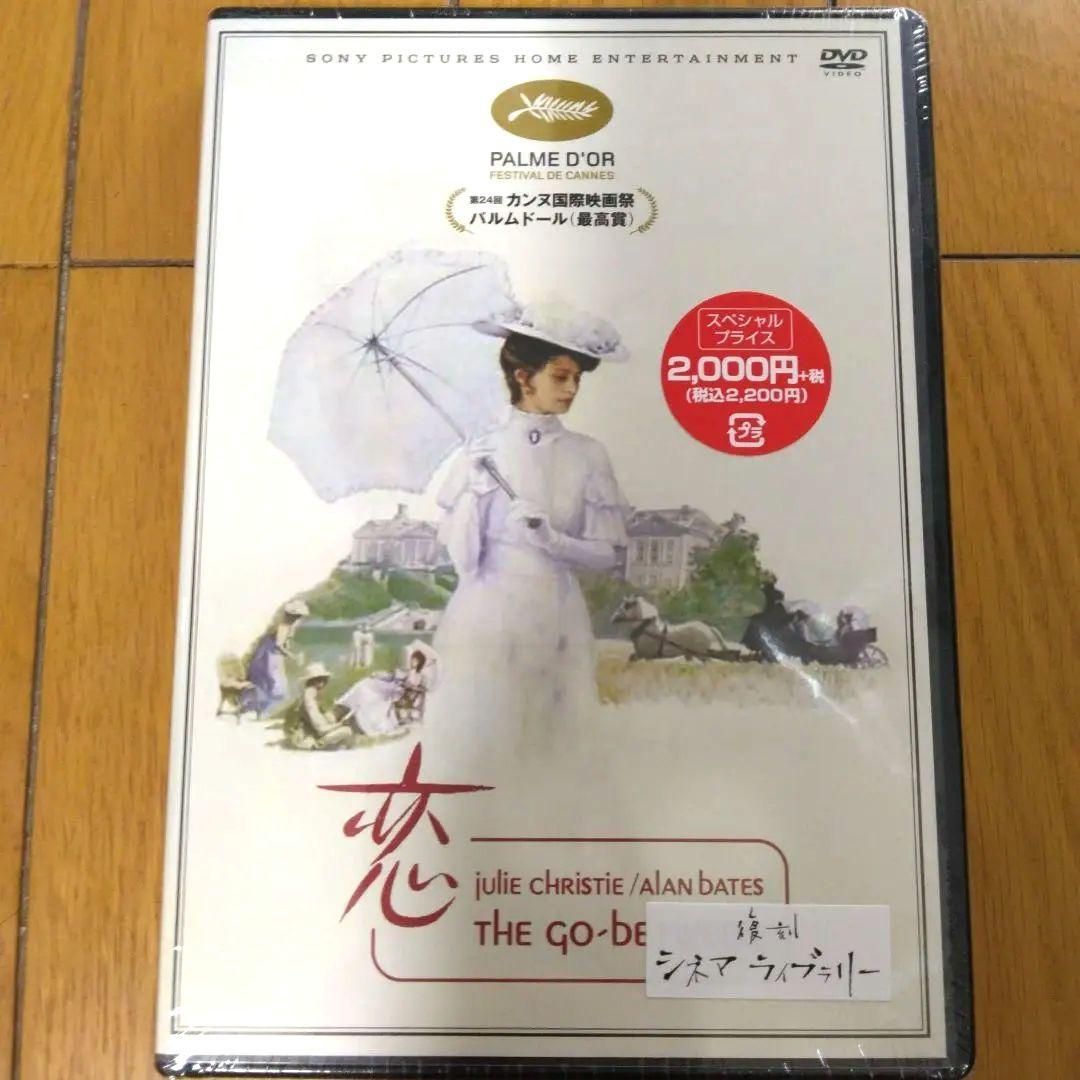 SONY PICTURES HOME ENTERTAINMENT
DVD
VIDEO
PALME D'OR
FESTIVAL DE CANNES
第24回 カンヌ国際映画祭
パルムドール(最高賞)
スペシャル
プライス
2,000円+税
(税込2,200円)
プラ
恋
julie CHRISTIE/ALAN BATES
THE GO-BE
復刻
シネマ ライブラリー